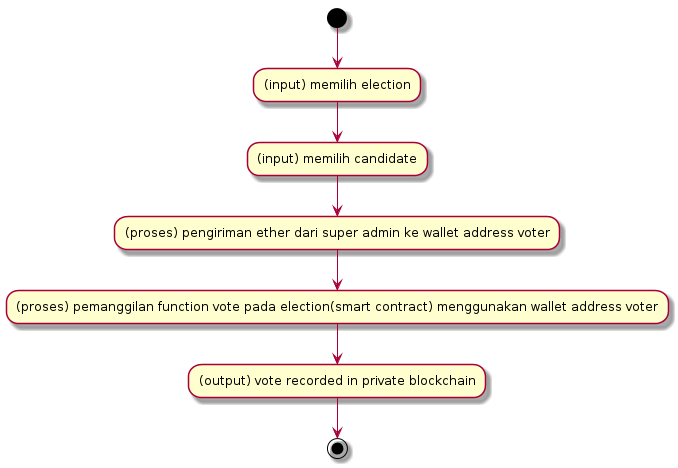 (input) memilih election
(input) memilih candidate
(proses) pengiriman ether dari super admin ke wallet address voter
(proses) pemanggilan function vote pada election(smart contract) menggunakan wallet address voter
(output) vote recorded in private blockchain